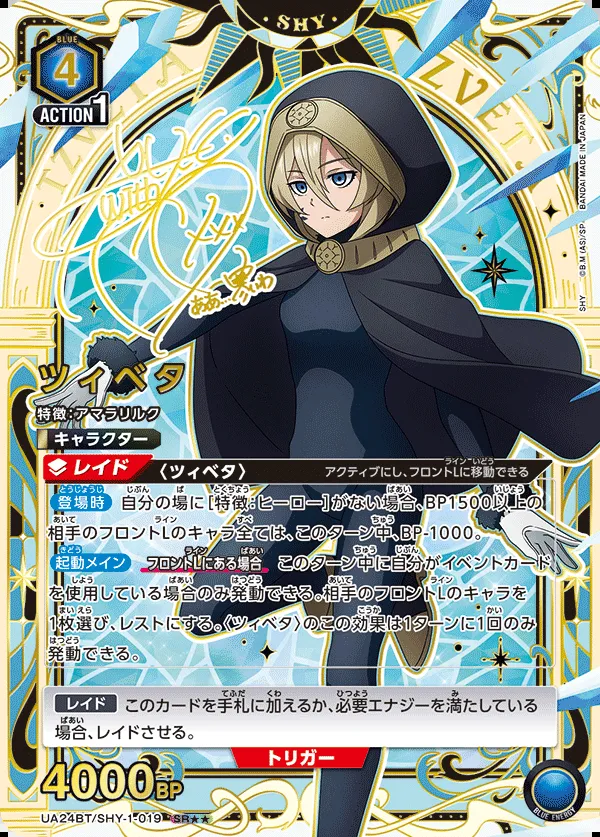 SHY
BLUE
4
ACTION 1
IZVETA
IZVET
BANDAI MADE IN JAPAN
SHY ©B.M (AS)/SP.
with
xxx
ああ…寒いわ
ツィベタ
特徴:アマラリルク
キャラクター
レイド 〈ツィベタ〉 アクティブにし、フロントLに移動できる
登場時 自分の場に[特徴:ヒーロー]がない場合、BP1500以上の
相手のフロントLのキャラ全ては、このターン中、BP-1000。
起動メイン フロントLにある場合 このターン中に自分がイベントカード
を使用している場合のみ発動できる。相手のフロントLのキャラを
1枚選び、レストにする。〈ツィベタ〉のこの効果は1ターンに1回のみ
発動できる。
レイド このカードを手札に加えるか、必要エナジーを満たしている
場合、レイドさせる。
トリガー
4000BP
BLUE ENERGY
UA24BT/SHY-1-019 SR★★